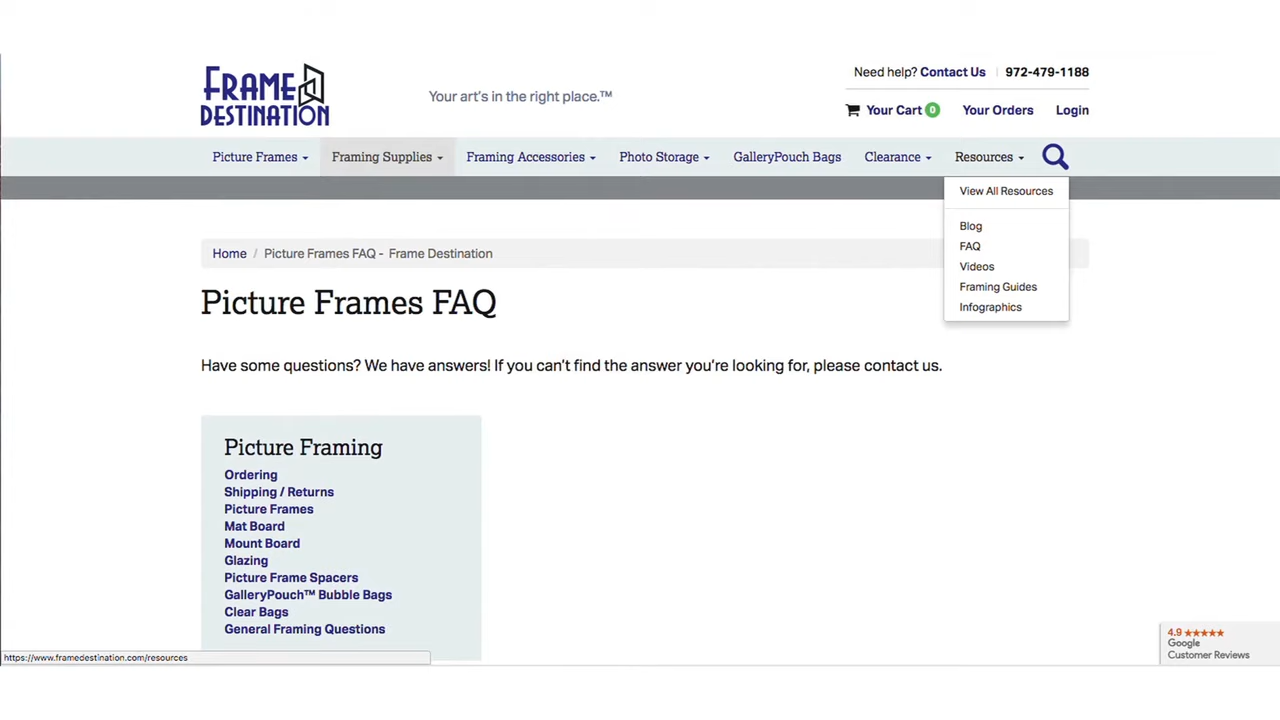 FRAME
DESTINATION
Your art's in the right place.™
Need help? Contact Us 972-479-1188
Your Cart 0 Your Orders Login
Picture Frames Framing Supplies Framing Accessories Photo Storage GalleryPouch Bags Clearance Resources
View All Resources
Blog
FAQ
Videos
Framing Guides
Infographics
Home / Picture Frames FAQ - Frame Destination
Picture Frames FAQ
Have some questions? We have answers! If you can't find the answer you're looking for, please contact us.
Picture Framing
Ordering
Shipping / Returns
Picture Frames
Mat Board
Mount Board
Glazing
Picture Frame Spacers
GalleryPouch™ Bubble Bags
Clear Bags
General Framing Questions
https://www.framedestination.com/resources
4.9 ★★★★★
Google
Customer Reviews